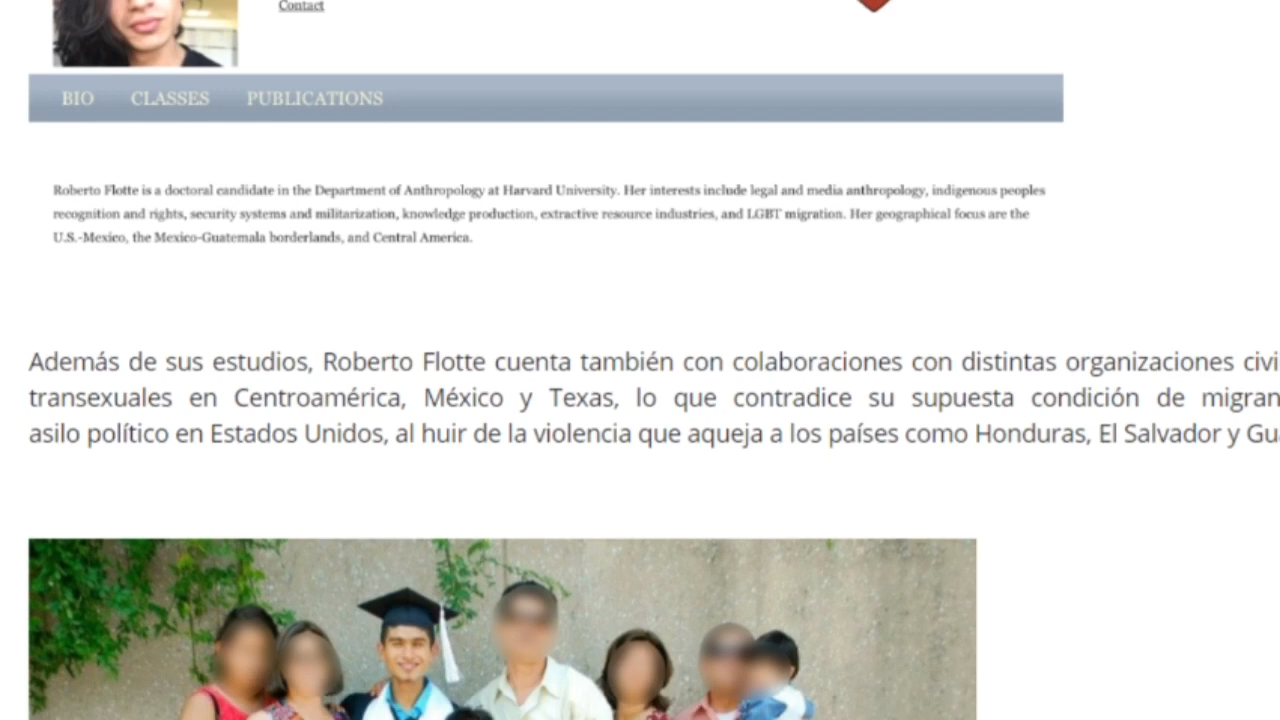 Contact
BIO CLASSES PUBLICATIONS
Roberto Flotte is a doctoral candidate in the Department of Anthropology at Harvard University. Her interests include legal and media anthropology, indigenous peoples
recognition and rights, security systems and militarization, knowledge production, extractive resource industries, and LGBT migration. Her geographical focus are the
U.S.-Mexico, the Mexico-Guatemala borderlands, and Central America.
Además de sus estudios, Roberto Flotte cuenta también con colaboraciones con distintas organizaciones civi
transexuales en Centroamérica, México y Texas, lo que contradice su supuesta condición de migran
asilo político en Estados Unidos, al huir de la violencia que aqueja a los países como Honduras, El Salvador y Gu